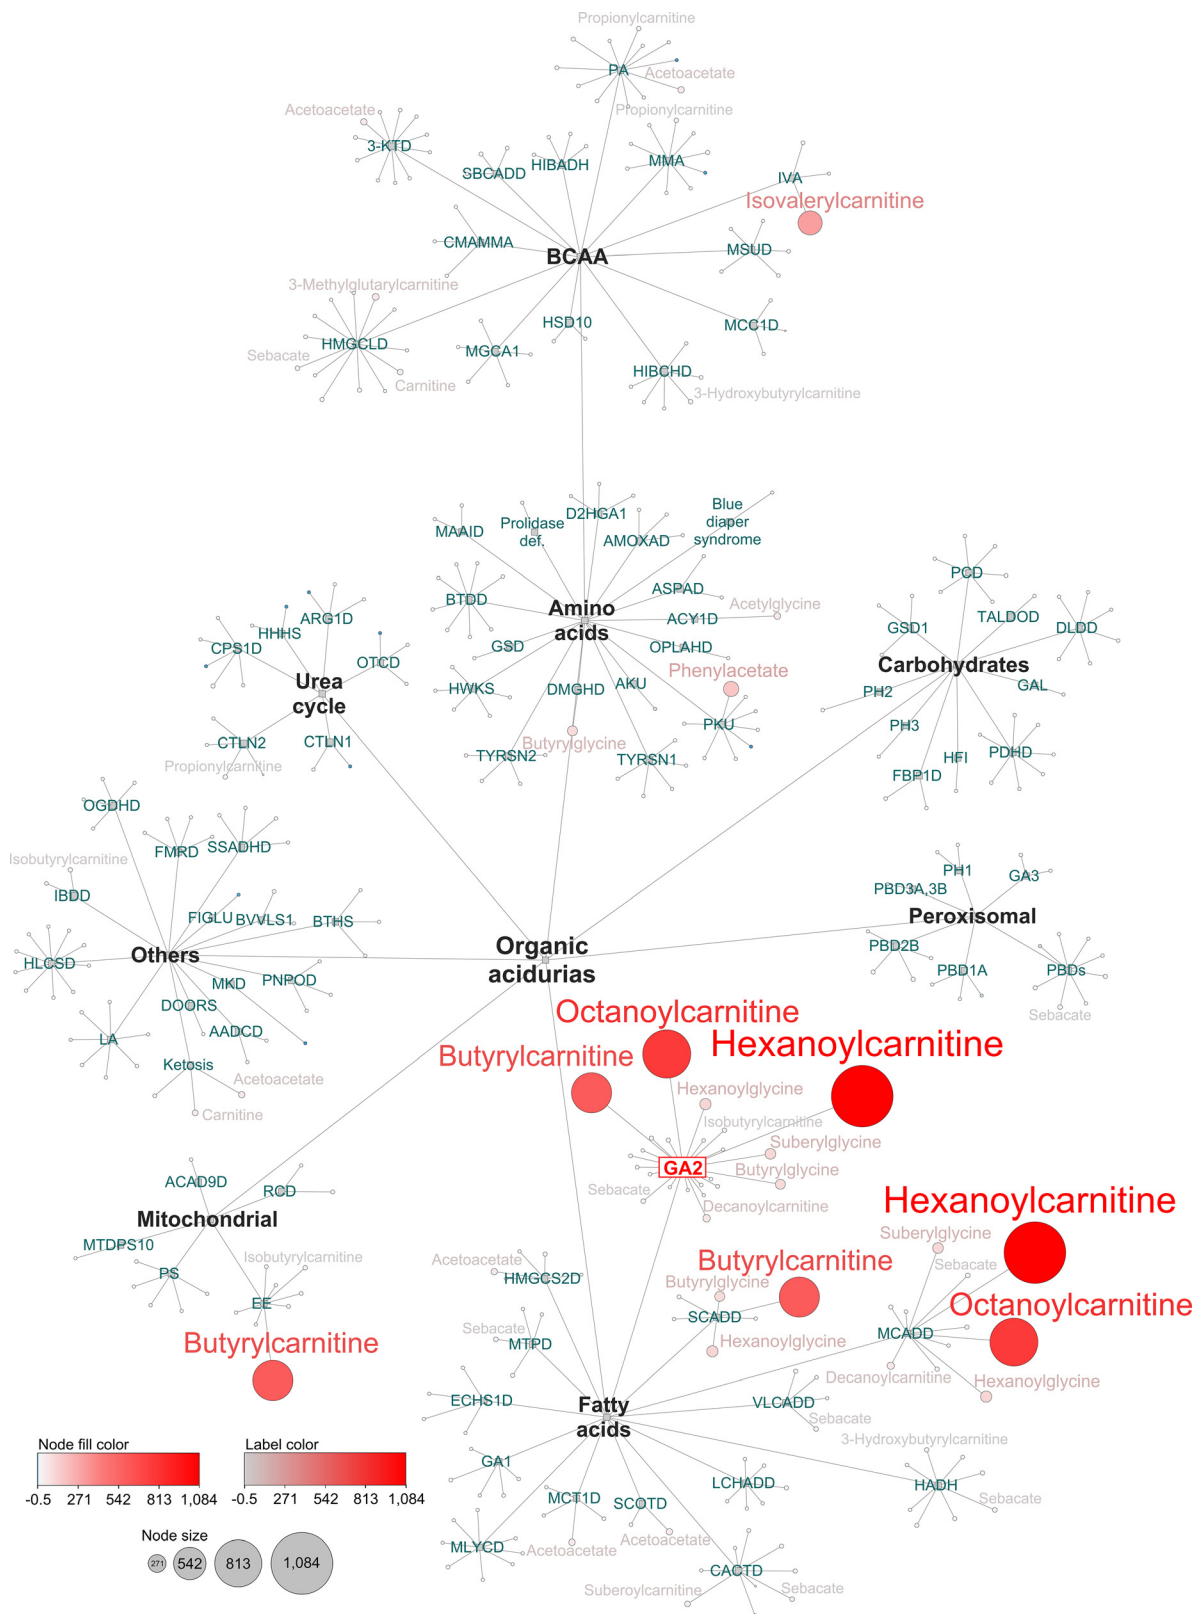 Propionylcarnitine
PA
Acetoacetate
Acetoacetate
Propionylcarnitine
3-KTD
SBCADD
HIBADH
MMA
IVA
Isovalerylcarnitine
CMAMMA
BCAA
MSUD
3-Methylglutarylcarnitine
HSD10
MCC1D
HMGCLD
MGCA1
Sebacate
HIBCHD
Carnitine
3-Hydroxybutyrylcarnitine
MAAID
Prolidase
def.
D2HGA1
AMOXAD
Blue
diaper
syndrome
BTDD
ASPAD
Amino
acids
Acetylglycine
ACY1D
GSD
OPLAHD
HWKS
DMGHD
AKU
Phenylacetate
PKU
Butyrylglycine
TYRSN2
TYRSN1
PCD
TALDOD
GSD1
DLDD
Carbohydrates
PH2
GAL
PH3
HFI
PDHD
FBP1D
ARG1D
HHHS
CPS1D
OTCD
Urea
cycle
CTLN2
CTLN1
Propionylcarnitine
OGDHD
FMRD
SSADHD
Isobutyrylcarnitine
IBDD
FIGLU
BVVLS1
BTHS
Others
HLCSD
MKD
PNPOD
DOORS
LA
AADCD
Ketosis
Acetoacetate
Carnitine
Organic
acidurias
PH1
GA3
PBD3A,3B
Peroxisomal
PBD2B
PBD1A
PBDs
Sebacate
Octanoylcarnitine
Butyrylcarnitine
Hexanoylcarnitine
Hexanoylglycine
Isobutyrylcarnitine
Suberylglycine
GA2
Butyrylglycine
Sebacate
Decanoylcarnitine
ACAD9D
RCD
Mitochondrial
MTDPS10
PS
Isobutyrylcarnitine
EE
Butyrylcarnitine
Hexanoylcarnitine
Suberylglycine
Sebacate
Octanoylcarnitine
MCADD
Decanoylcarnitine
Hexanoylglycine
Butyrylcarnitine
Acetoacetate
HMGCS2D
Butyrylglycine
SCADD
Hexanoylglycine
Sebacate
MTPD
ECHS1D
Fatty
acids
VLCADD
Sebacate
3-Hydroxybutyrylcarnitine
GA1
LCHADD
HADH
Sebacate
MCT1D
SCOTD
Acetoacetate
Acetoacetate
MLYCD
CACTD
Suberoylcarnitine
Sebacate
Node fill color
-0.5 271 542 813 1,084
Label color
-0.5 271 542 813 1,084
Node size
271 542 813 1,084